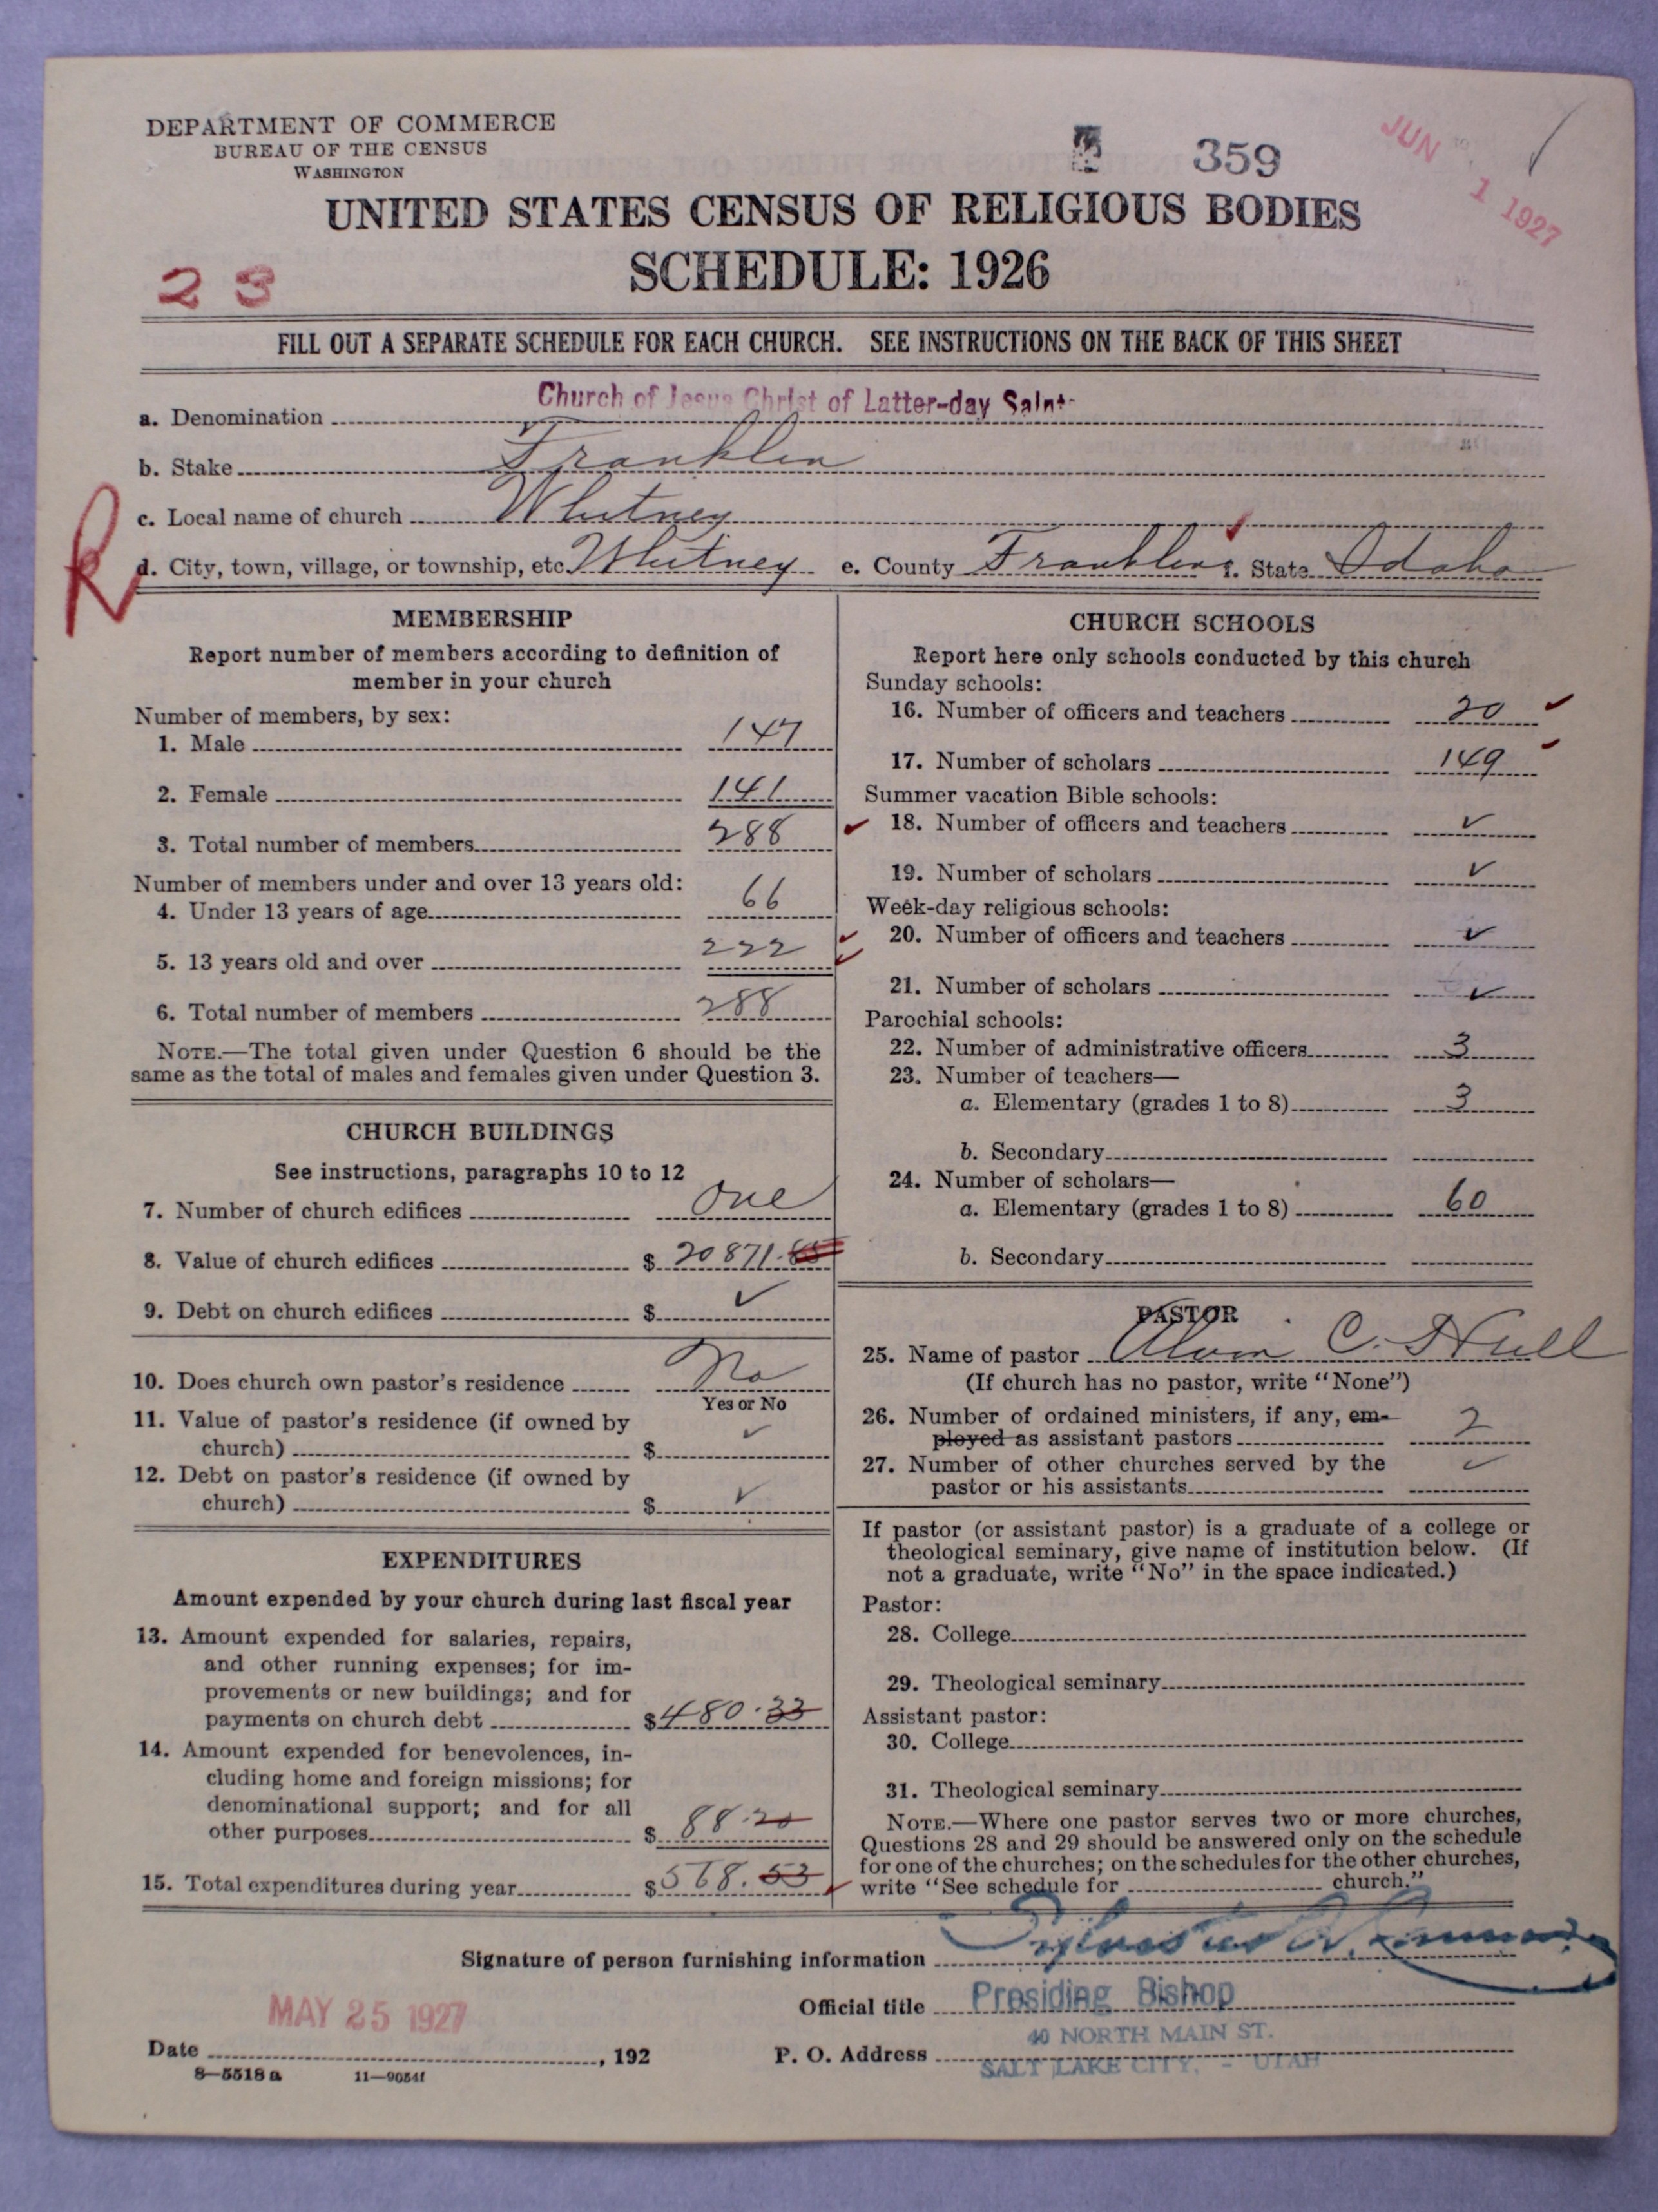 DEPARTMENT OF COMMERCE
BUREAU OF THE CENSUS
WASHINGTON
359
JUN 1 1927
UNITED STATES CENSUS OF RELIGIOUS BODIES
SCHEDULE: 1926
23
FILL OUT A SEPARATE SCHEDULE FOR EACH CHURCH. SEE INSTRUCTIONS ON THE BACK OF THIS SHEET
a. Denomination Church of Jesus Christ of Latter-day Saint
b. Stake Franklin
c. Local name of church Whitney
R
d. City, town, village, or township, etc. Whitney e. County Franklin f. State Idaho
MEMBERSHIP
Report number of members according to definition of
member in your church
Number of members, by sex:
1. Male 147
2. Female 141
3. Total number of members 288
Number of members under and over 13 years old:
4. Under 13 years of age 66
5. 13 years old and over 222
6. Total number of members 288
NOTE.—The total given under Question 6 should be the
same as the total of males and females given under Question 3.
CHURCH BUILDINGS
See instructions, paragraphs 10 to 12
7. Number of church edifices One
8. Value of church edifices $ 20871.
9. Debt on church edifices $ ✓
10. Does church own pastor's residence No
Yes or No
11. Value of pastor's residence (if owned by
church) $ ✓
12. Debt on pastor's residence (if owned by
church) $ ✓
EXPENDITURES
Amount expended by your church during last fiscal year
13. Amount expended for salaries, repairs,
and other running expenses; for im-
provements or new buildings; and for
payments on church debt $ 480.33
14. Amount expended for benevolences, in-
cluding home and foreign missions; for
denominational support; and for all
other purposes $ 88.20
15. Total expenditures during year $ 568.53
CHURCH SCHOOLS
Report here only schools conducted by this church
Sunday schools:
16. Number of officers and teachers 20 ✓
17. Number of scholars 149
Summer vacation Bible schools:
18. Number of officers and teachers ✓
19. Number of scholars ✓
Week-day religious schools:
20. Number of officers and teachers ✓
21. Number of scholars ✓
Parochial schools:
22. Number of administrative officers 3
23. Number of teachers—
a. Elementary (grades 1 to 8) 3
b. Secondary
24. Number of scholars—
a. Elementary (grades 1 to 8) 60
b. Secondary
PASTOR
25. Name of pastor Alvin C. Hull
(If church has no pastor, write "None")
26. Number of ordained ministers, if any, em-
ployed as assistant pastors 2
27. Number of other churches served by the
pastor or his assistants ✓
If pastor (or assistant pastor) is a graduate of a college or
theological seminary, give name of institution below. (If
not a graduate, write "No" in the space indicated.)
Pastor:
28. College
29. Theological seminary
Assistant pastor:
30. College
31. Theological seminary
NOTE.—Where one pastor serves two or more churches,
Questions 28 and 29 should be answered only on the schedule
for one of the churches; on the schedules for the other churches,
write "See schedule for church."
Signature of person furnishing information Sylvester Q. Cannon
Official title Presiding Bishop
MAY 25 1927
40 NORTH MAIN ST.
Date , 192 P. O. Address SALT LAKE CITY, - UTAH
8—5518 a 11—9054f